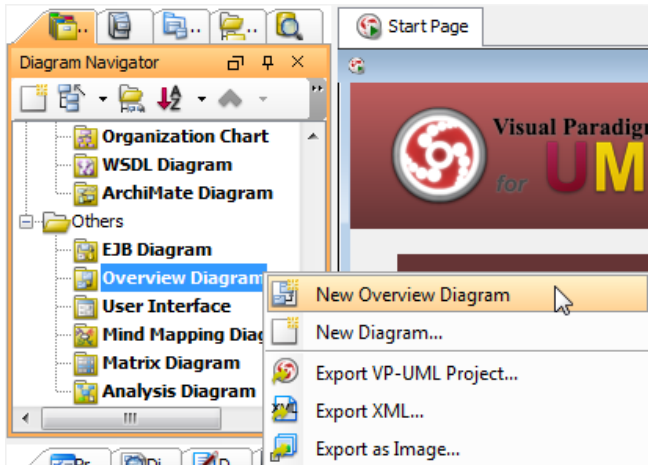 Start Page
Diagram Navigator
Visual Paradigm
for UM
Organization Chart
WSDL Diagram
ArchiMate Diagram
Others
EJB Diagram
Overview Diagram
User Interface
Mind Mapping Diag
Matrix Diagram
Analysis Diagram
New Overview Diagram
New Diagram...
Export VP-UML Project...
Export XML...
Export as Image...